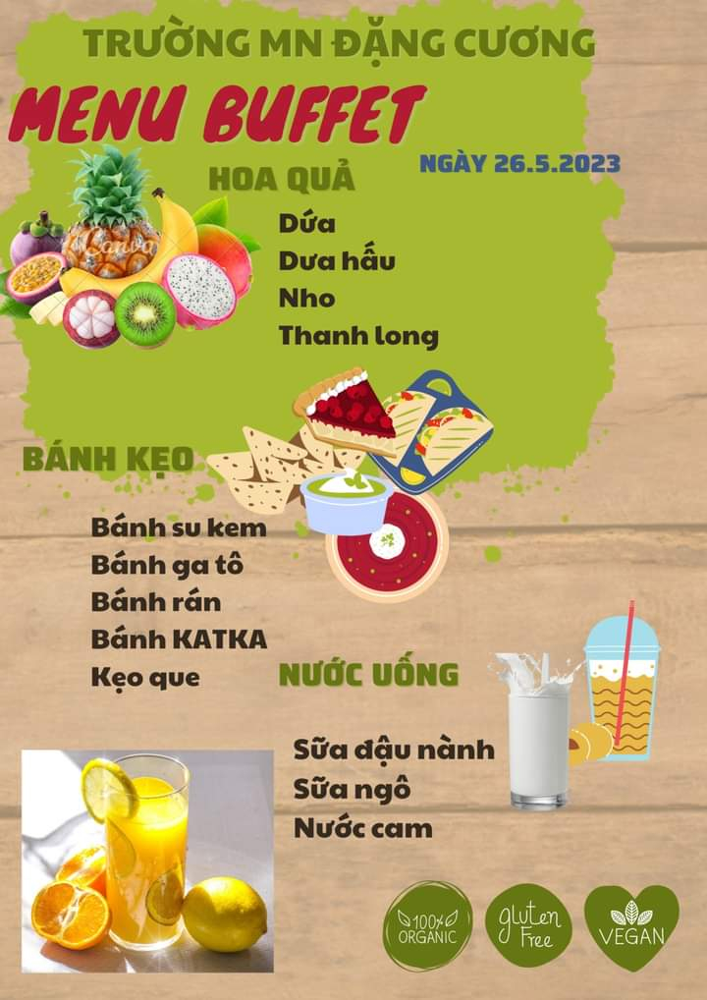 TRƯỜNG MN ĐẶNG CƯƠNG
MENU BUFFET
NGÀY 26.5.2023
HOA QUẢ
Dứa
Dưa hấu
Nho
Thanh long
Canva
BÁNH KẸO
Bánh su kem
Bánh ga tô
Bánh rán
Bánh KATKA
Kẹo que
NƯỚC UỐNG
Sữa đậu nành
Sữa ngô
Nước cam
100%
ORGANIC
gluten
Free
VEGAN